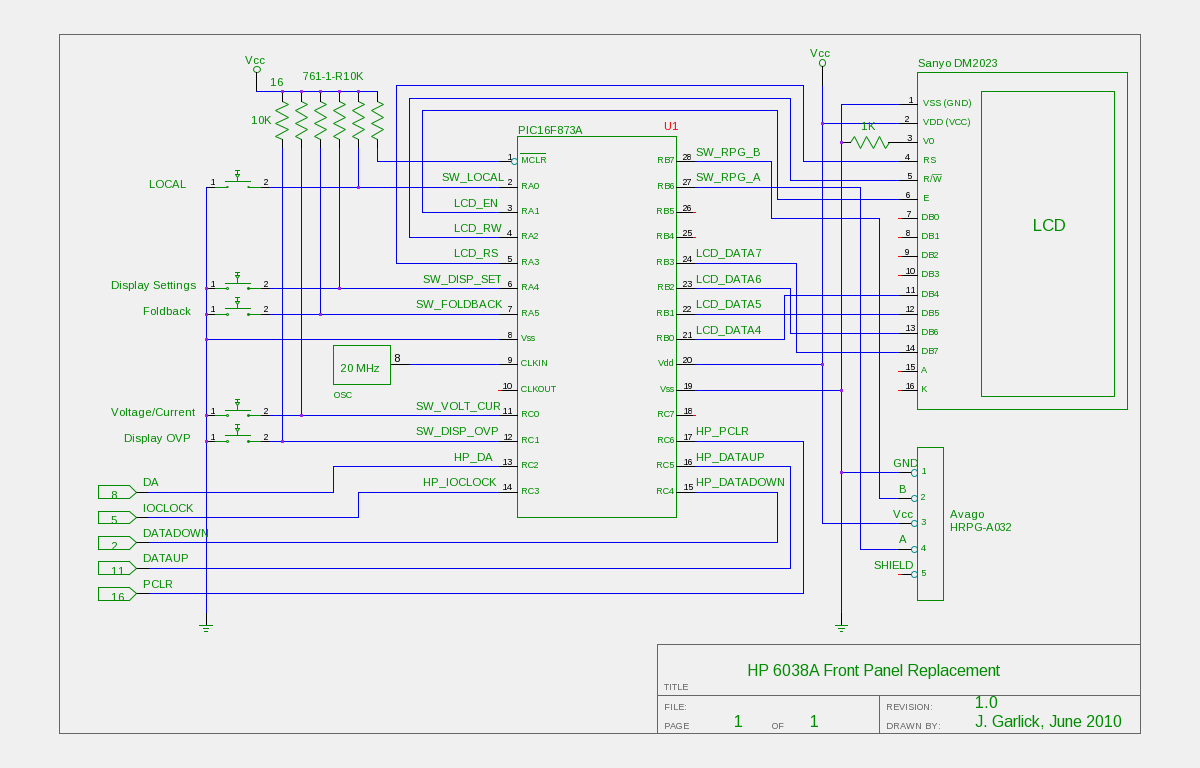 Vcc
16
761-1-R10K
10K
LOCAL
1
2
Display Settings
1
2
Foldback
1
2
Voltage/Current
1
2
Display OVP
1
2
20 MHz
8
OSC
8
DA
5
IOCLOCK
2
DATADOWN
11
DATAUP
16
PCLR
PIC16F873A
U1
1
MCLR
SW_LOCAL
2
RA0
LCD_EN
3
RA1
LCD_RW
4
RA2
LCD_RS
5
RA3
SW_DISP_SET
6
RA4
SW_FOLDBACK
7
RA5
8
Vss
9
CLKIN
10
CLKOUT
SW_VOLT_CUR
11
RC0
SW_DISP_OVP
12
RC1
HP_DA
13
RC2
HP_IOCLOCK
14
RC3
RB7
28
SW_RPG_B
RB6
27
SW_RPG_A
RB5
26
RB4
25
RB3
24
LCD_DATA7
RB2
23
LCD_DATA6
RB1
22
LCD_DATA5
RB0
21
LCD_DATA4
Vdd
20
Vss
19
RC7
18
RC6
17
HP_PCLR
RC5
16
HP_DATAUP
RC4
15
HP_DATADOWN
Vcc
Sanyo DM2023
1
VSS (GND)
2
VDD (VCC)
1K
3
V0
4
RS
5
R/W
6
E
7
DB0
8
DB1
9
DB2
10
DB3
11
DB4
12
DB5
13
DB6
14
DB7
15
A
16
K
LCD
GND
1
B
2
Vcc
3
A
4
SHIELD
5
Avago
HRPG-A032
HP 6038A Front Panel Replacement
TITLE
FILE:
REVISION:
1.0
PAGE
1
OF
1
DRAWN BY:
J. Garlick, June 2010